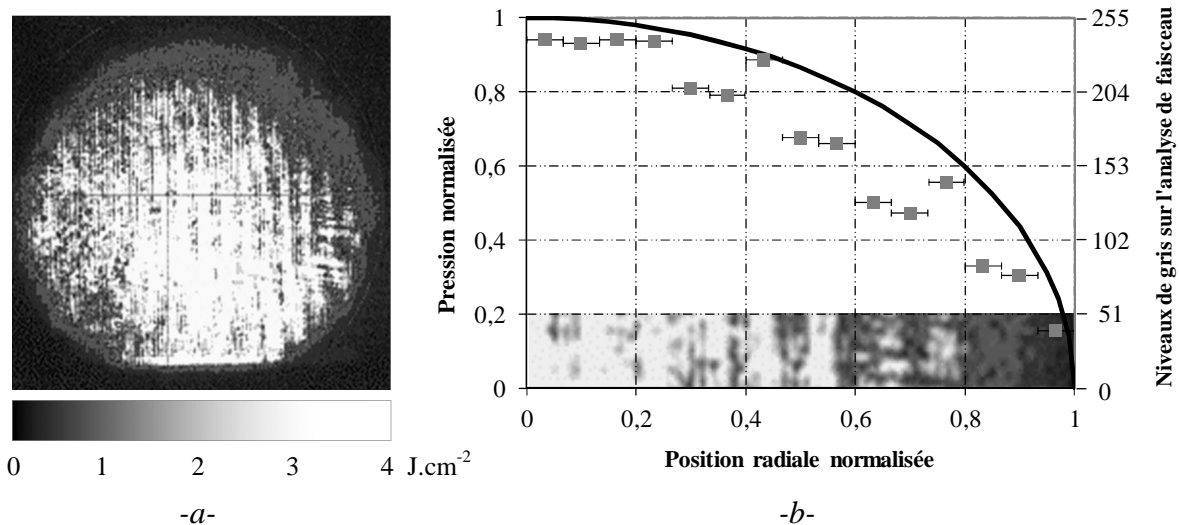 0 1 2 3 4 J.cm-2
-a-
Pression normalisée
1
0,8
0,6
0,4
0,2
0
0 0,2 0,4 0,6 0,8 1
Position radiale normalisée
255
204
153
102
51
0
Niveaux de gris sur l'analyse de faisceau
-b-